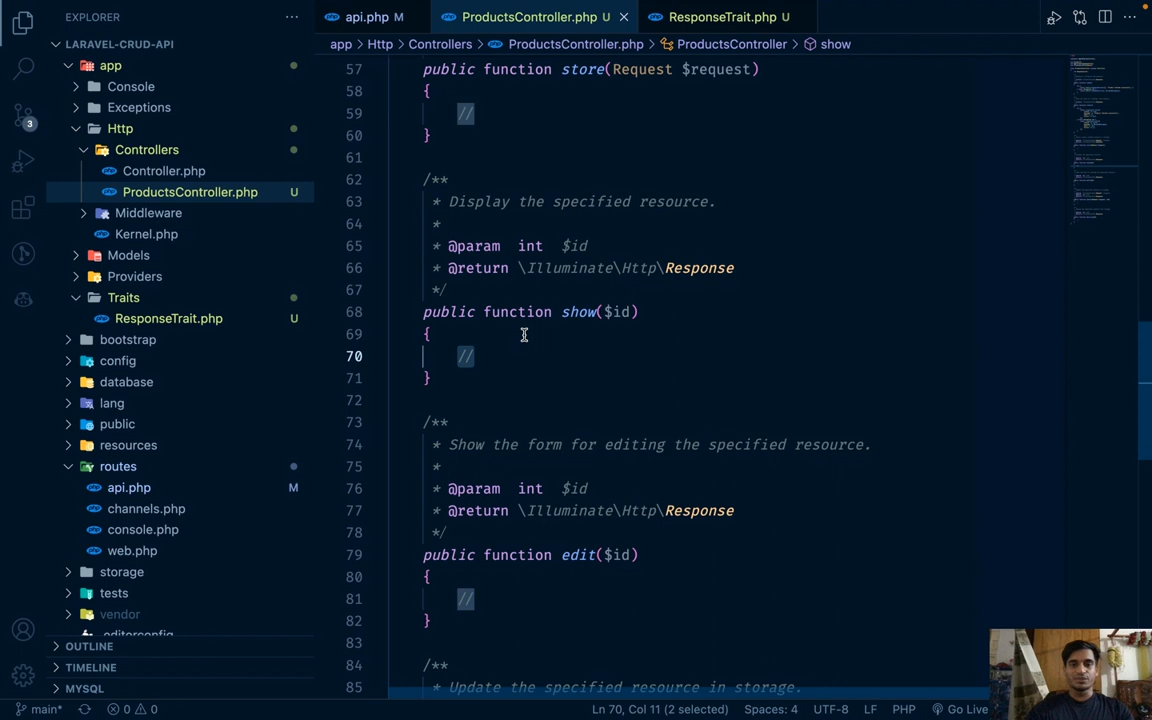 EXPLORER
api.php M
ProductsController.php U
ResponseTrait.php U
LARAVEL-CRUD-API
app > Http > Controllers > ProductsController.php > ProductsController > show
app
Console
Exceptions
Http
Controllers
Controller.php
ProductsController.php U
Middleware
Kernel.php
Models
Providers
Traits
ResponseTrait.php U
bootstrap
config
database
lang
public
resources
routes
api.php M
channels.php
console.php
web.php
storage
tests
vendor
.editorconfig
OUTLINE
TIMELINE
MYSQL
3
57 public function store(Request $request)
58 {
59 //
60 }
61
62 /**
63 * Display the specified resource.
64 *
65 * @param  int  $id
66 * @return \Illuminate\Http\Response
67 */
68 public function show($id)
69 {
70 //
71 }
72
73 /**
74 * Show the form for editing the specified resource.
75 *
76 * @param  int  $id
77 * @return \Illuminate\Http\Response
78 */
79 public function edit($id)
80 {
81 //
82 }
83
84 /**
85 * Update the specified resource in storage.
main* 0 0 Ln 70, Col 11 (2 selected) Spaces: 4 UTF-8 LF PHP Go Live